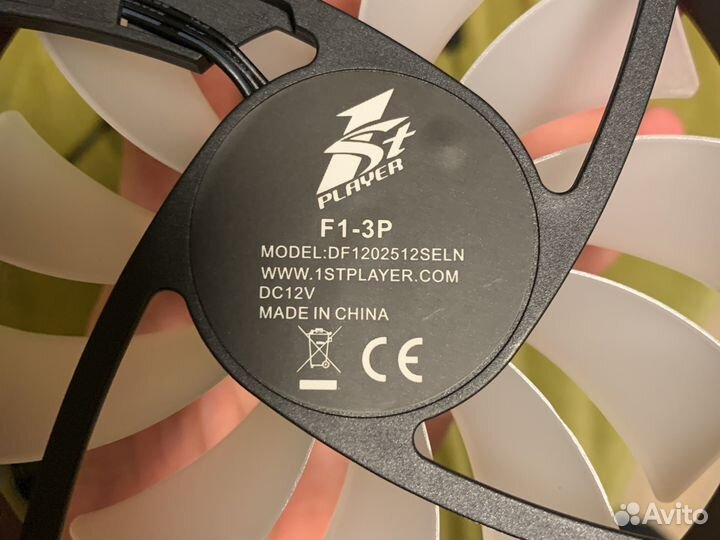 1st
PLAYER
F1-3P
MODEL:DF1202512SELN
WWW.1STPLAYER.COM
DC12V
MADE IN CHINA
CE
Avito